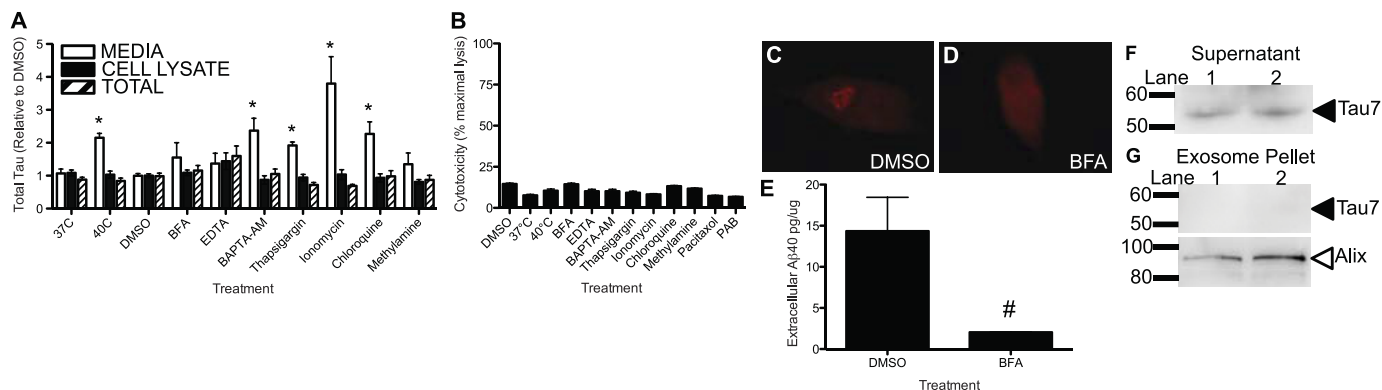 A
Total Tau (Relative to DMSO)
5
4
3
2
1
0
MEDIA
CELL LYSATE
TOTAL
*
*
*
*
*
37C
40C
DMSO
BFA
EDTA
BAPTA-AM
Thapsigargin
Ionomycin
Chloroquine
Methylamine
Treatment
B
Cytotoxicity (% maximal lysis)
100
75
50
25
0
DMSO
37°C
40°C
BFA
EDTA
BAPTA-AM
Thapsigargin
Ionomycin
Chloroquine
Methylamine
Pacitaxol
PAB
Treatment
C
DMSO
D
BFA
E
Extracellular Aβ40 pg/ug
20
15
10
5
0
#
DMSO
BFA
Treatment
F
Supernatant
Lane 1 2
60
50
Tau7
G
Exosome Pellet
Lane 1 2
60
50
Tau7
100
80
Alix